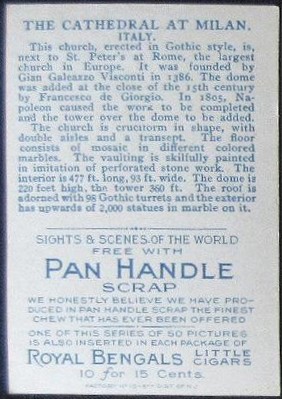 THE CATHEDRAL AT MILAN,
ITALY.
This church, erected in Gothic style, is,
next to St. Peter's at Rome, the largest
church in Europe. It was founded by
Gian Galeazzo Visconti in 1386. The dome
was added at the close of the 15th century
by Francesco de Giorgio. In 1805, Na-
poleon caused the work to be completed
and the tower over the dome to be added.
The church is cruciform in shape, with
double aisles and a transept. The floor
consists of mosaic in different colored
marbles. The vaulting is skilfully painted
in imitation of perforated stone work. The
interior is 477 ft. long, 93 ft. wide. The dome is
220 feet high, the tower 360 ft. The roof is
adorned with 98 Gothic turrets and the exterior
has upwards of 2,000 statues in marble on it.
SIGHTS & SCENES OF THE WORLD
FREE WITH
PAN HANDLE
SCRAP
WE HONESTLY BELIEVE WE HAVE PRO-
DUCED IN PAN HANDLE SCRAP THE FINEST
CHEW THAT HAS EVER BEEN OFFERED
ONE OF THIS SERIES OF 50 PICTURES
IS ALSO INSERTED IN EACH PACKAGE OF
ROYAL BENGALS LITTLE CIGARS
10 for 15 Cents.